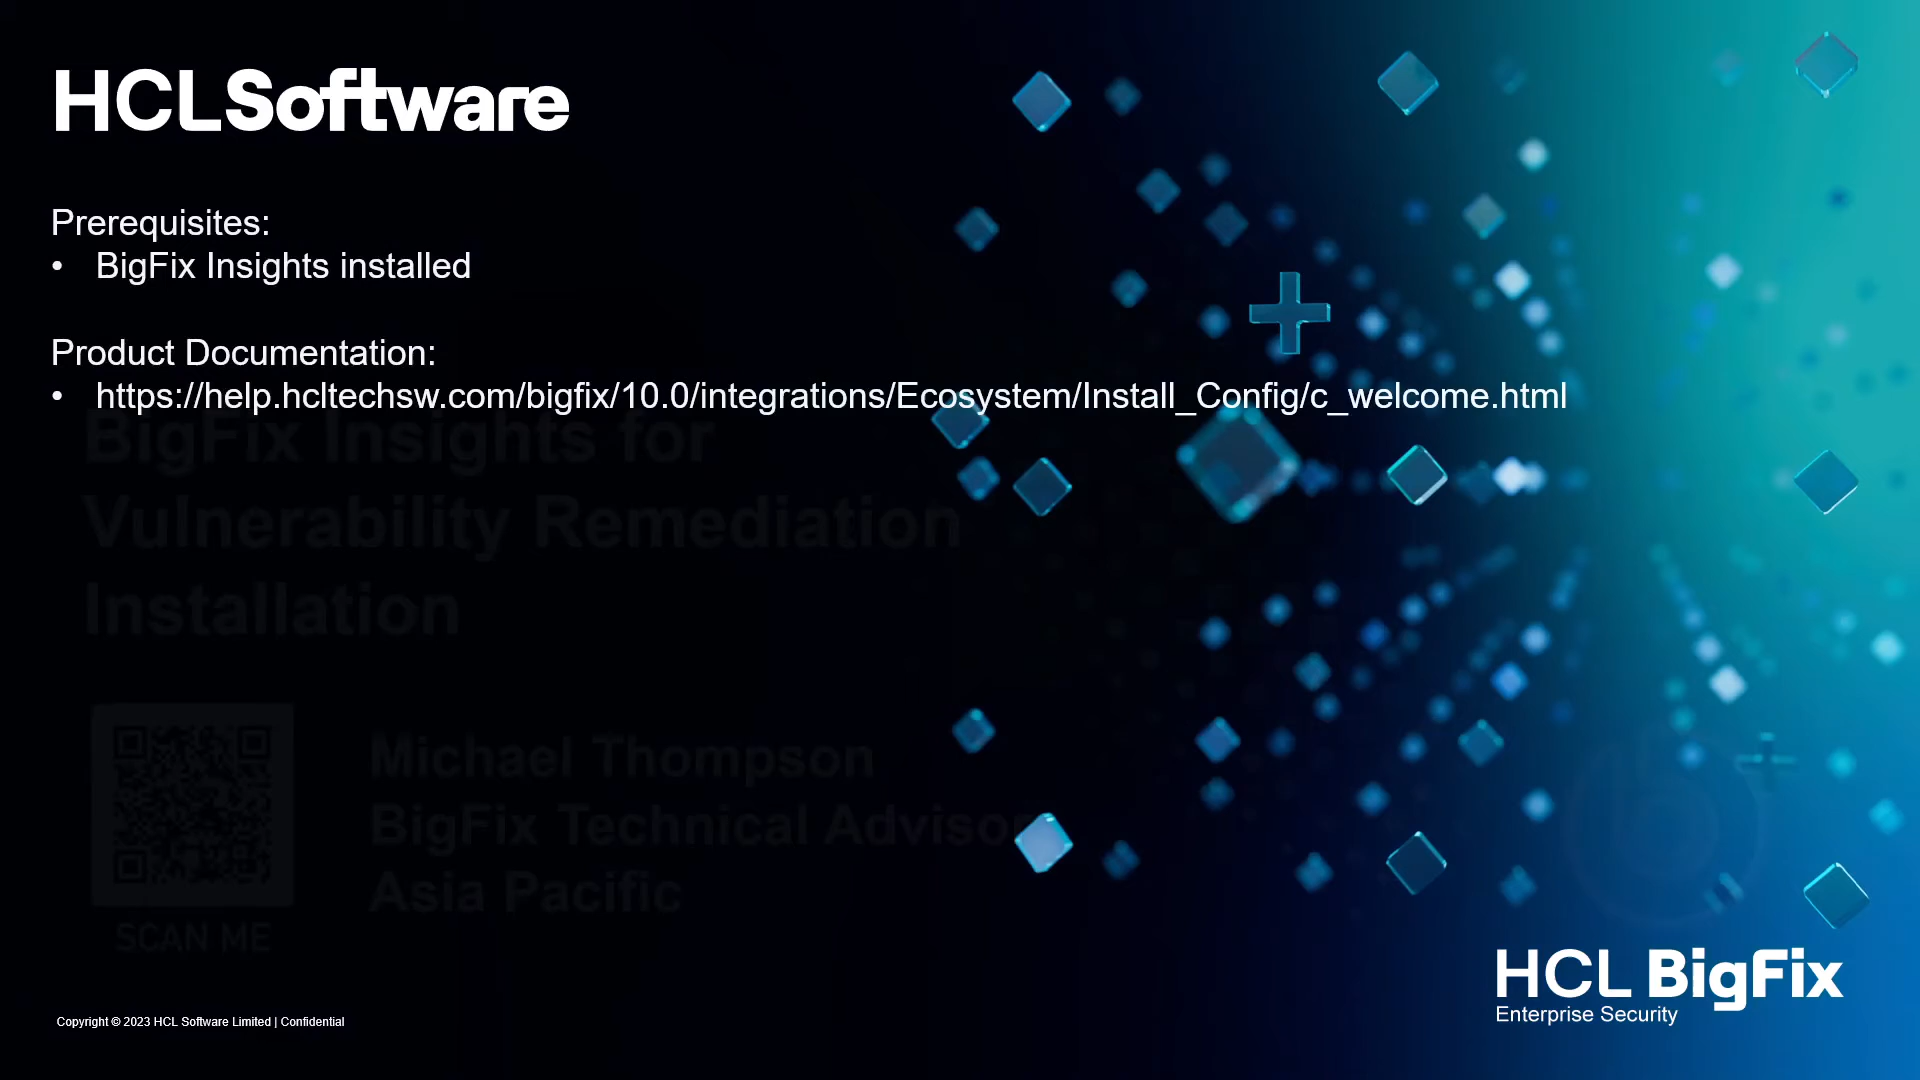 HCLSoftware
Prerequisites:
• BigFix Insights installed
Product Documentation:
• https://help.hcltechsw.com/bigfix/10.0/integrations/Ecosystem/Install_Config/c_welcome.html
BigFix Insights for
Vulnerability Remediation
Installation
Michael Thompson
BigFix Technical Advisor
Asia Pacific
SCAN ME
HCL BigFix
Enterprise Security
Copyright © 2023 HCL Software Limited | Confidential